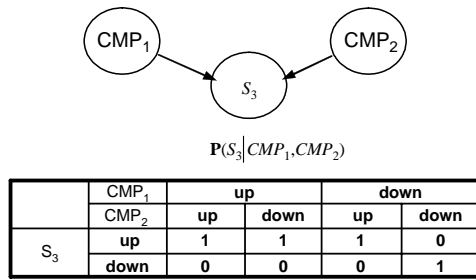 CMP1 CMP2
S3
P(S3|CMP1,CMP2)
CMP1 up down
CMP2 up down up down
S3 up 1 1 1 0
down 0 0 0 1